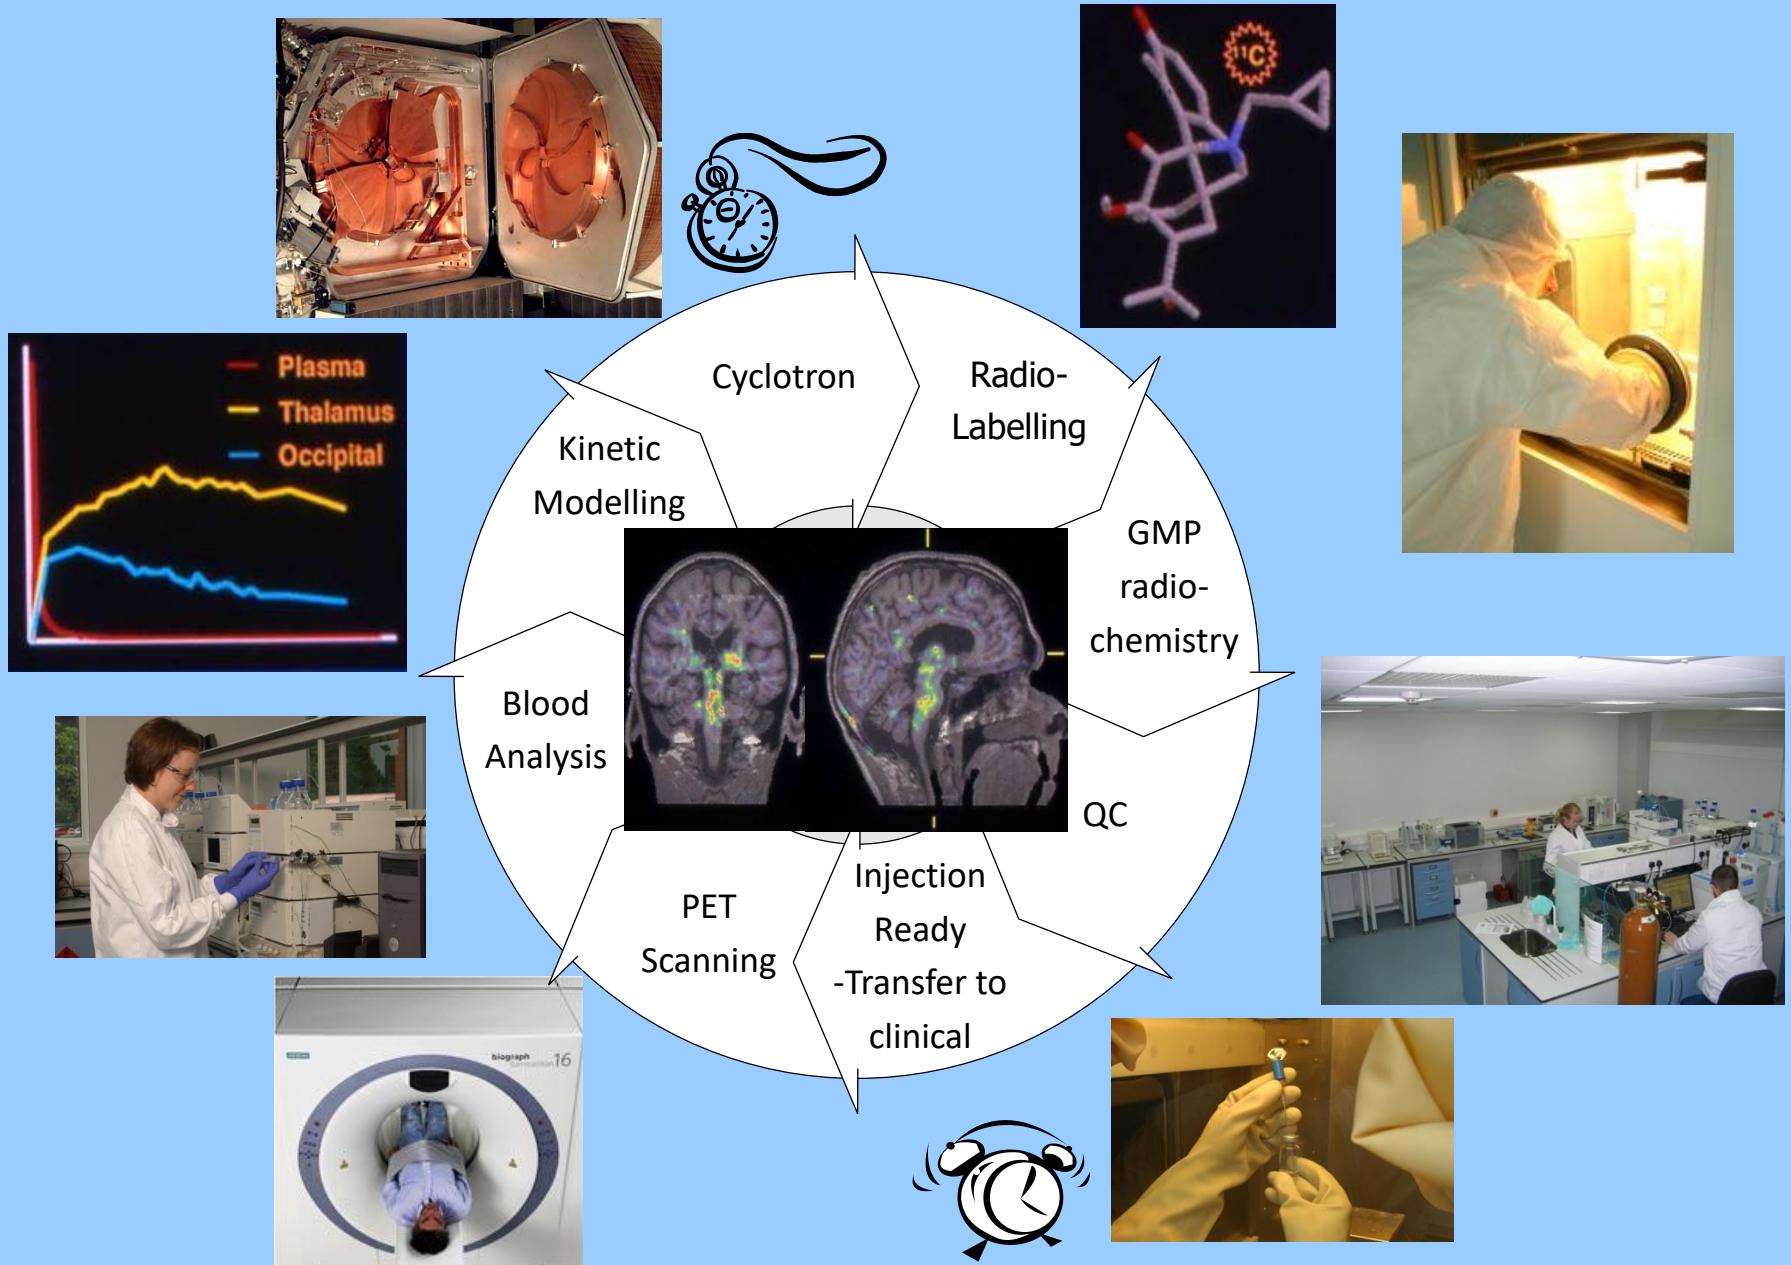 ¹¹C
Cyclotron
Radio-
Labelling
GMP
radio-
chemistry
QC
Injection
Ready
-Transfer to
clinical
PET
Scanning
Blood
Analysis
Kinetic
Modelling
Plasma
Thalamus
Occipital
biograph
16